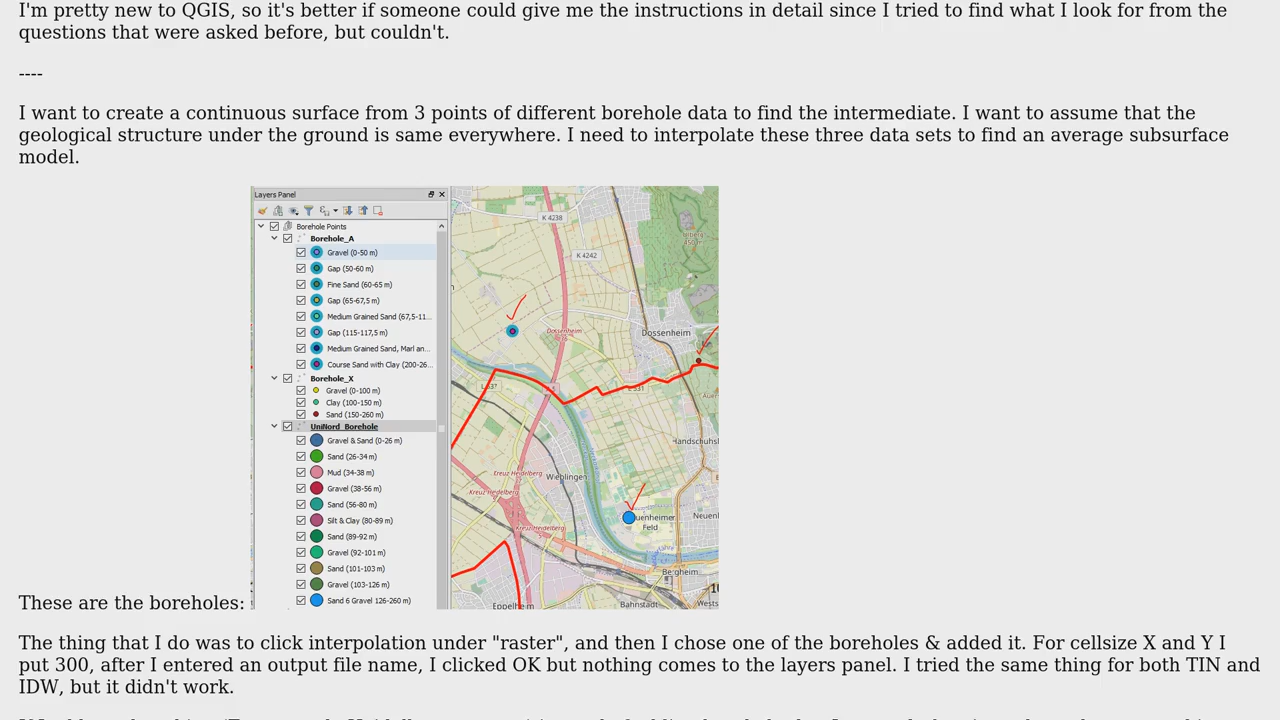 I'm pretty new to QGIS, so it's better if someone could give me the instructions in detail since I tried to find what I look for from the
questions that were asked before, but couldn't.
----
I want to create a continuous surface from 3 points of different borehole data to find the intermediate. I want to assume that the
geological structure under the ground is same everywhere. I need to interpolate these three data sets to find an average subsurface
model.
Layers Panel
Borehole Points
Borehole_A
Gravel (0-50 m)
Gap (50-60 m)
Fine Sand (60-65 m)
Gap (65-67,5 m)
Medium Grained Sand (67,5-11...
Gap (115-117,5 m)
Medium Grained Sand, Marl an...
Course Sand with Clay (200-26...
Borehole_X
Gravel (0-100 m)
Clay (100-150 m)
Sand (150-260 m)
UniNord_Borehole
Gravel & Sand (0-26 m)
Sand (26-34 m)
Mud (34-38 m)
Gravel (38-56 m)
Sand (56-80 m)
Silt & Clay (80-89 m)
Sand (89-92 m)
Gravel (92-101 m)
Sand (101-103 m)
Gravel (103-126 m)
Sand 6 Gravel 126-260 m)
K 4238
K 4242
Dossenheim
Dossenheim
Wieblingen
Kreuz Heidelberg
Kreuz Heidelberg
Kreuz Heidelberg
Handschuhs
uenheimer
Feld
Neuen
Bergheim
Bahnstadt
Wests
Eppelhe
These are the boreholes:
The thing that I do was to click interpolation under "raster", and then I chose one of the boreholes & added it. For cellsize X and Y I
put 300, after I entered an output file name, I clicked OK but nothing comes to the layers panel. I tried the same thing for both TIN and
IDW, but it didn't work.